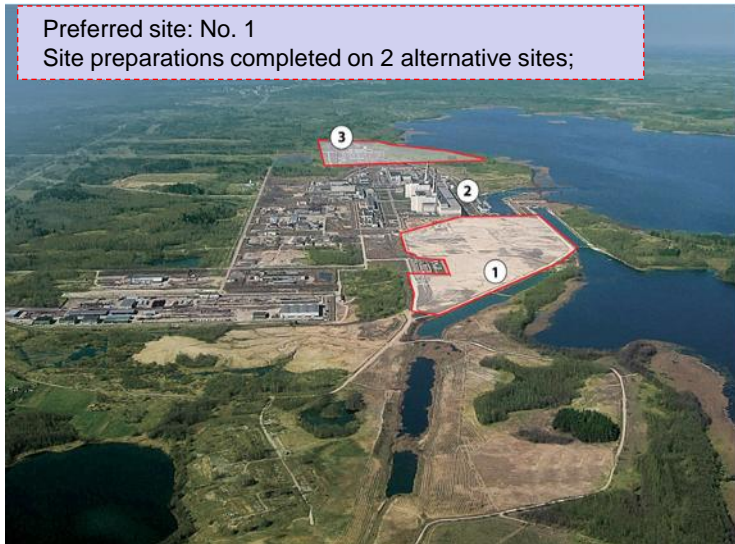 Preferred site: No. 1
Site preparations completed on 2 alternative sites;
3
2
1